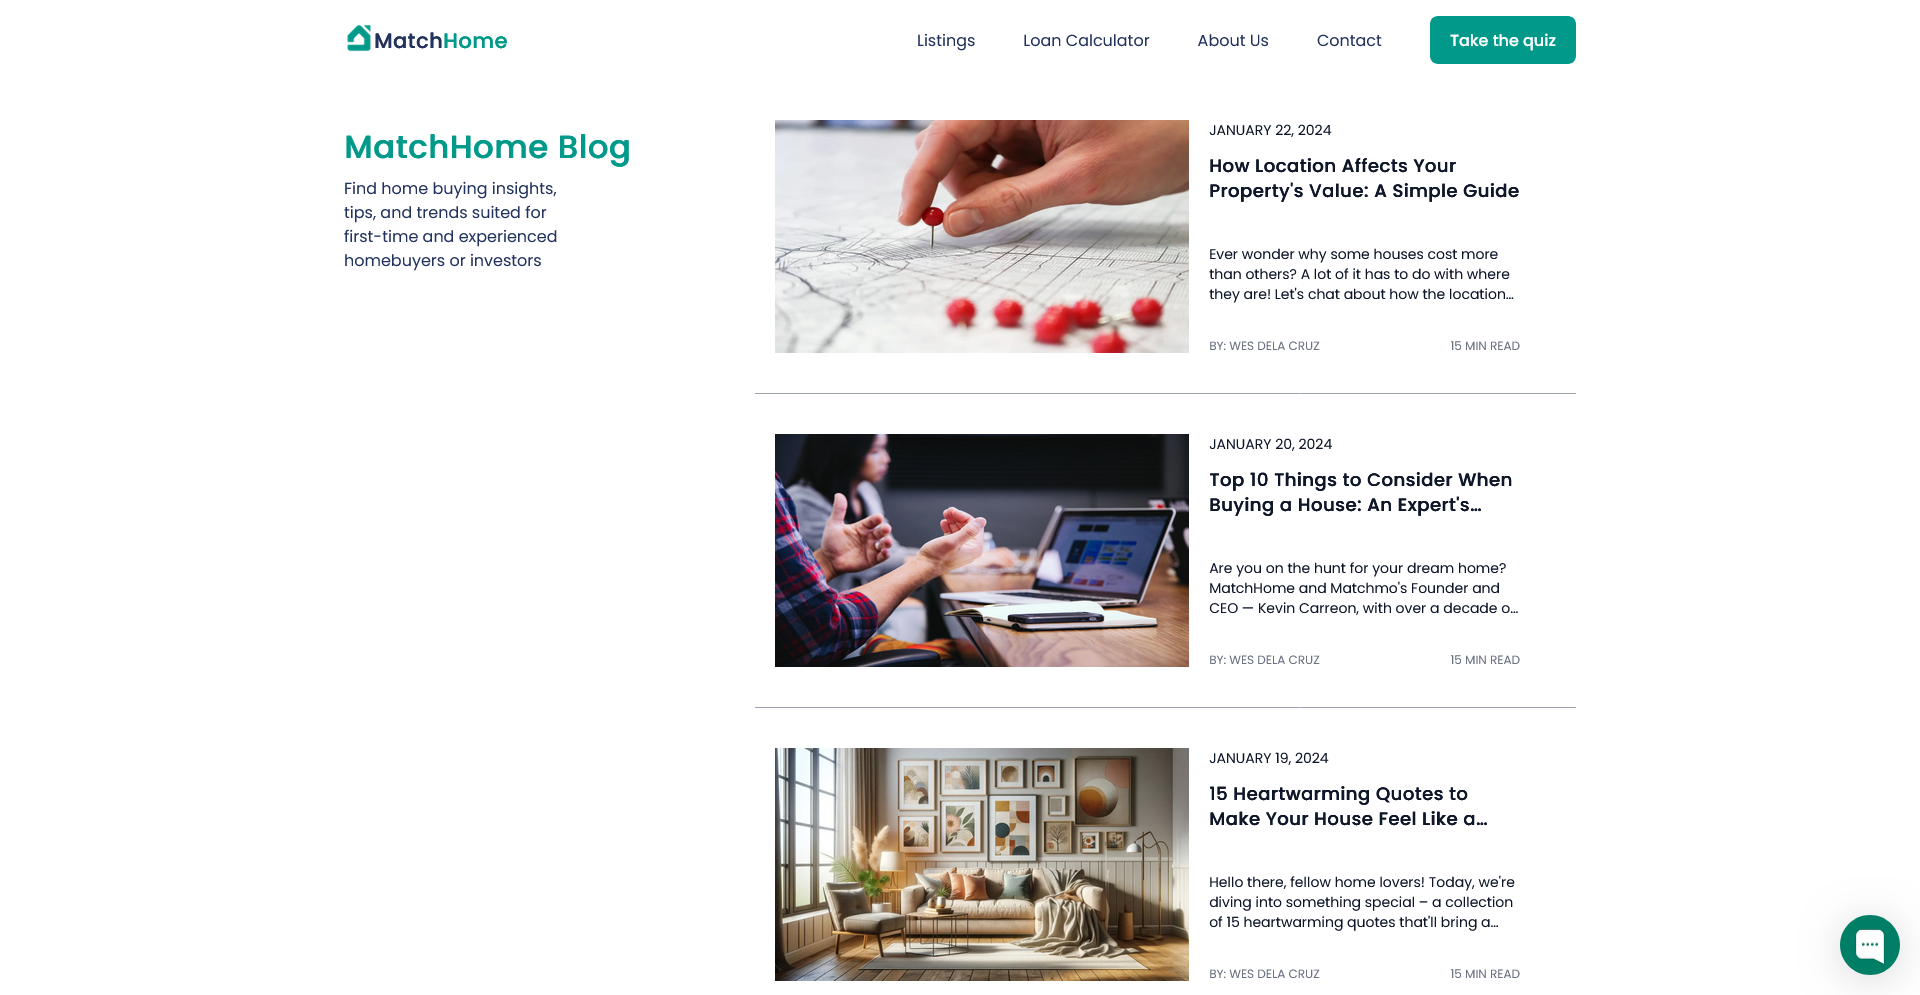 MatchHome
Listings
Loan Calculator
About Us
Contact
Take the quiz
MatchHome Blog
Find home buying insights,
tips, and trends suited for
first-time and experienced
homebuyers or investors
JANUARY 22, 2024
How Location Affects Your
Property's Value: A Simple Guide
Ever wonder why some houses cost more
than others? A lot of it has to do with where
they are! Let's chat about how the location…
BY: WES DELA CRUZ
15 MIN READ
JANUARY 20, 2024
Top 10 Things to Consider When
Buying a House: An Expert's…
Are you on the hunt for your dream home?
MatchHome and Matchmo's Founder and
CEO — Kevin Carreon, with over a decade o…
BY: WES DELA CRUZ
15 MIN READ
JANUARY 19, 2024
15 Heartwarming Quotes to
Make Your House Feel Like a…
Hello there, fellow home lovers! Today, we're
diving into something special – a collection
of 15 heartwarming quotes that'll bring a…
BY: WES DELA CRUZ
15 MIN READ